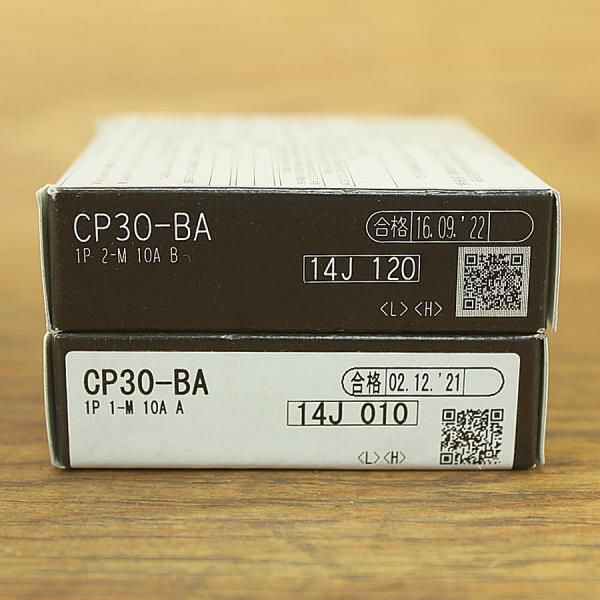 CP30-BA
合格 16.09.'22
1P 2-M 10A B
14J 120
<L> <H>
CP30-BA
合格 02.12.'21
1P 1-M 10A A
14J 010
<L> <H>